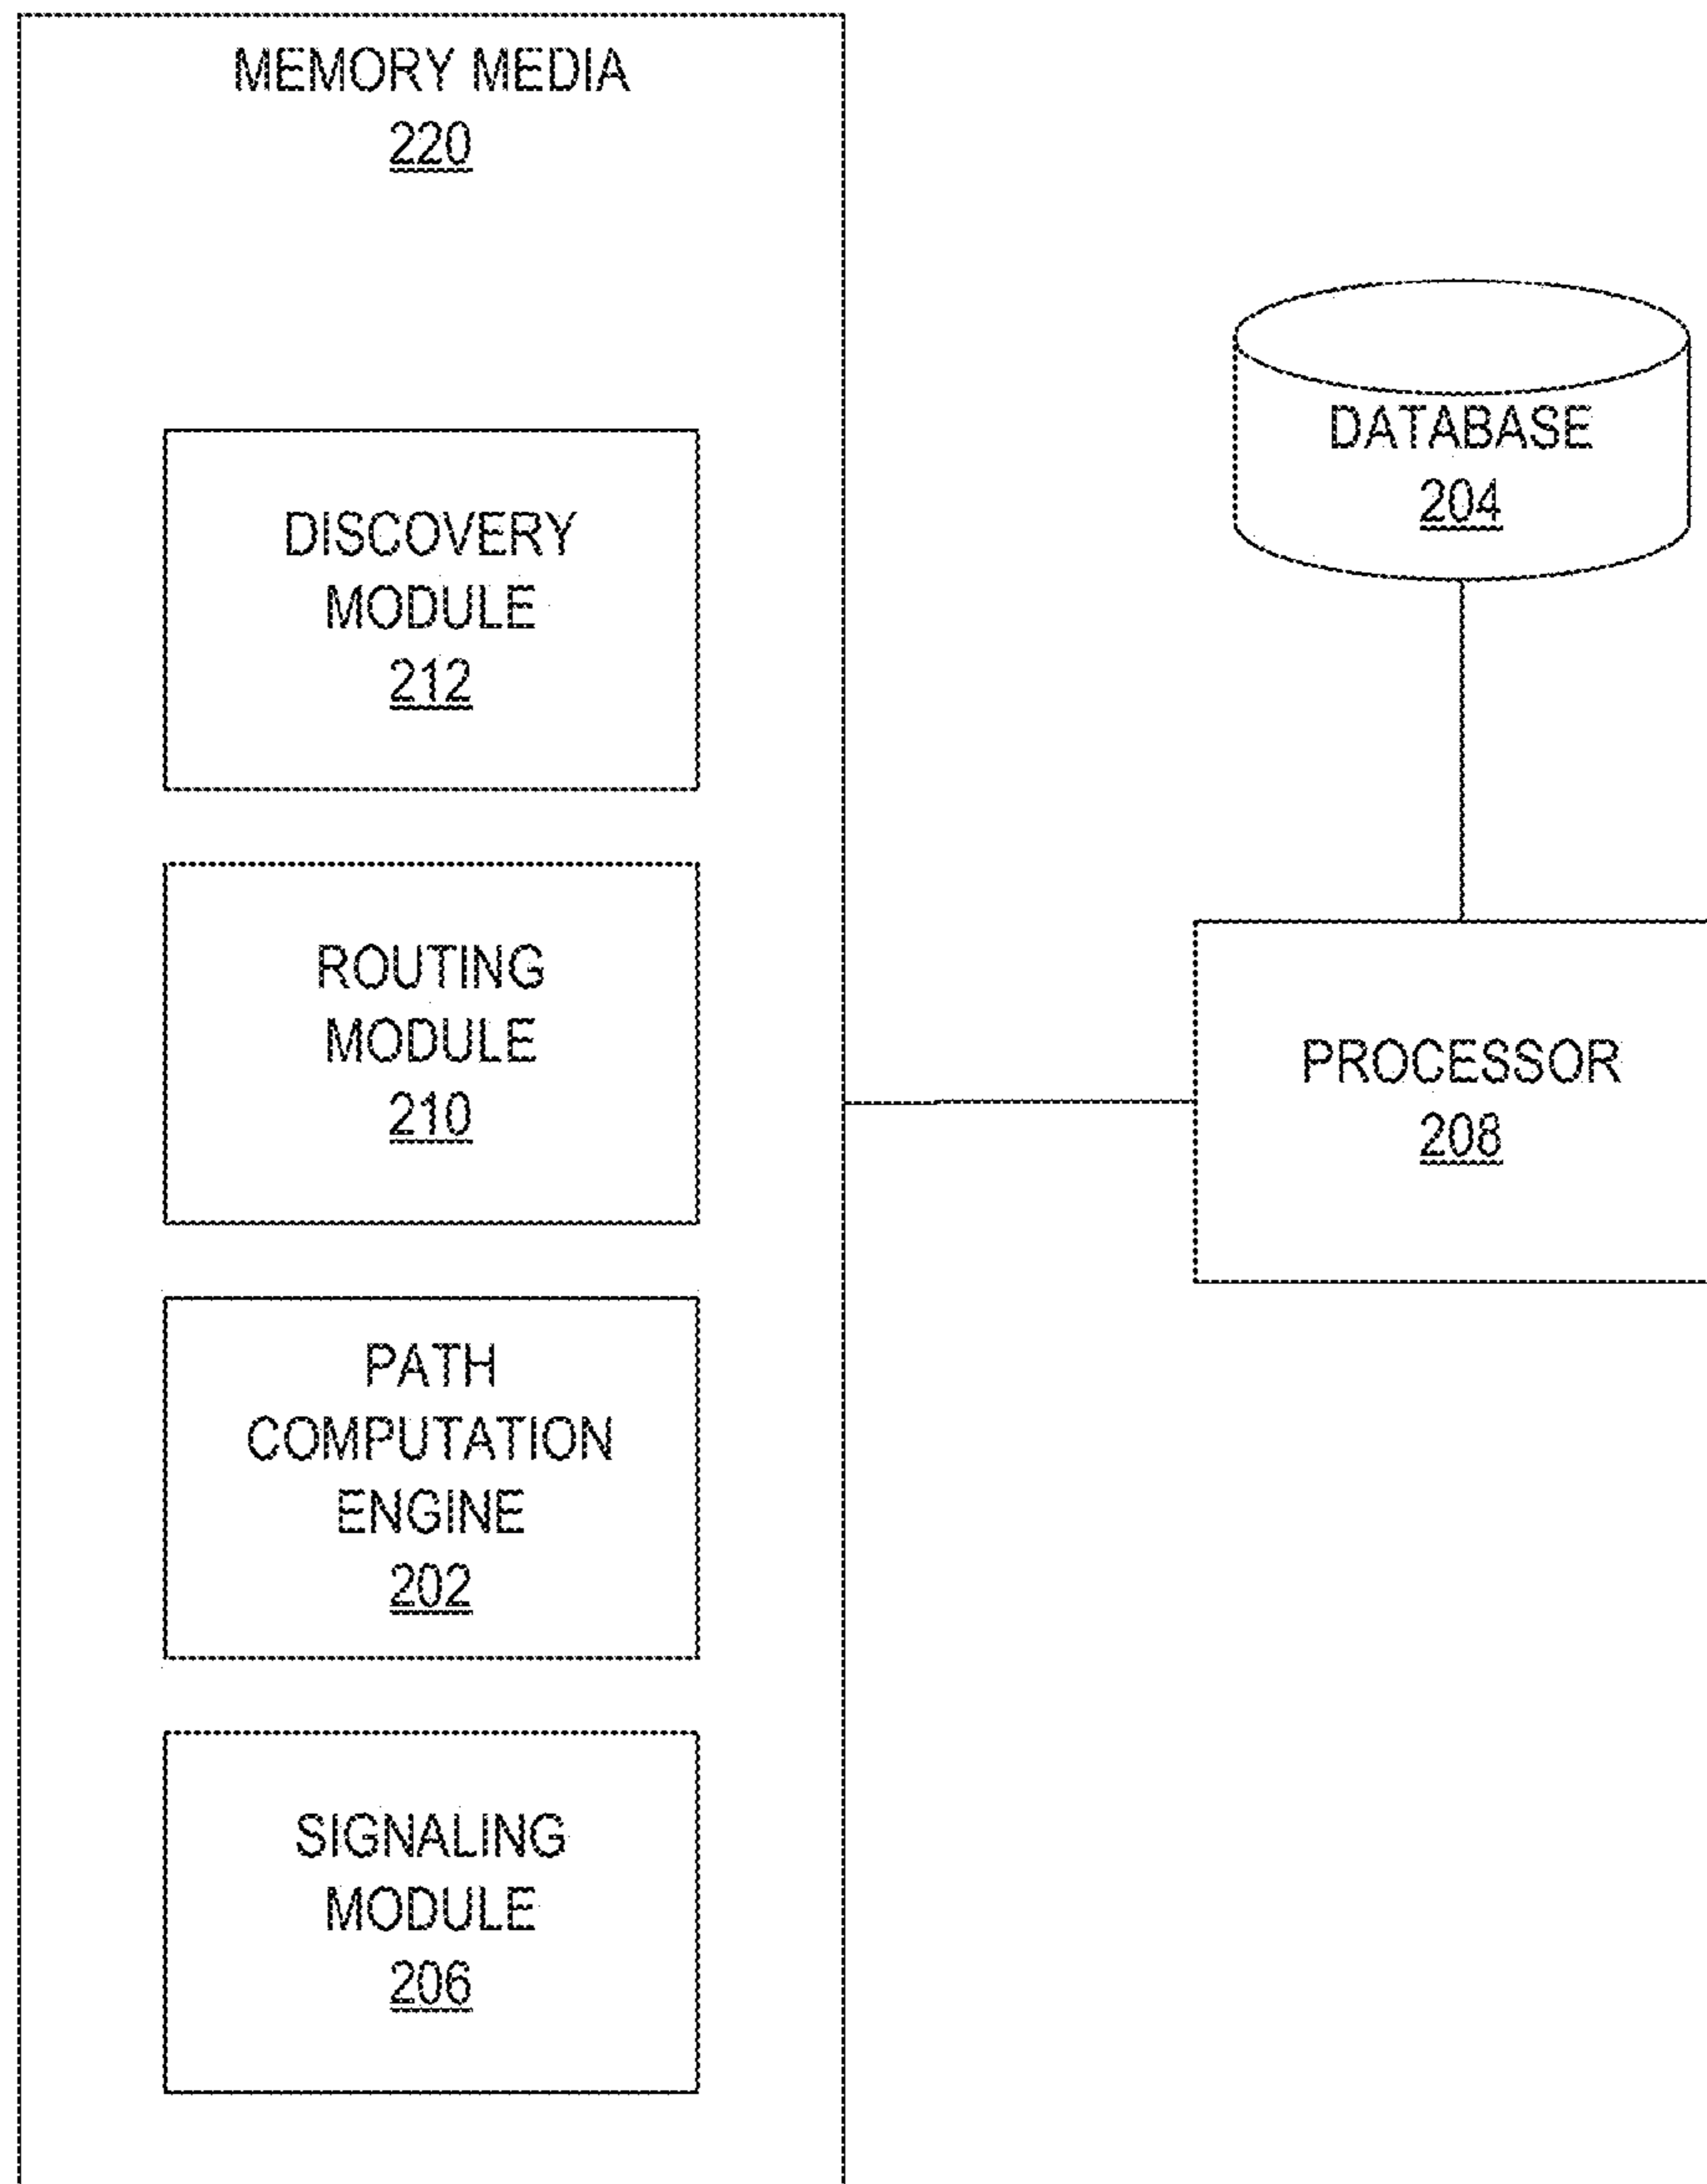 MEMORY MEDIA
220
DISCOVERY
MODULE
212
ROUTING
MODULE
210
PATH
COMPUTATION
ENGINE
202
SIGNALING
MODULE
206
DATABASE
204
PROCESSOR
208